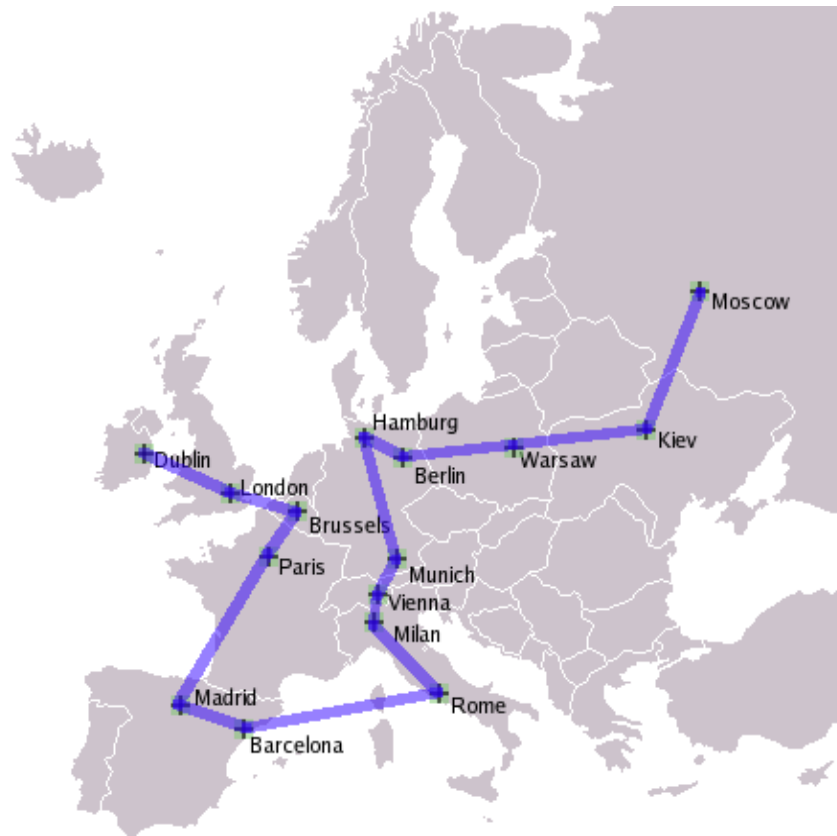 Moscow
Hamburg
Kiev
Dublin
Warsaw
Berlin
London
Brussels
Paris
Munich
Vienna
Milan
Madrid
Rome
Barcelona